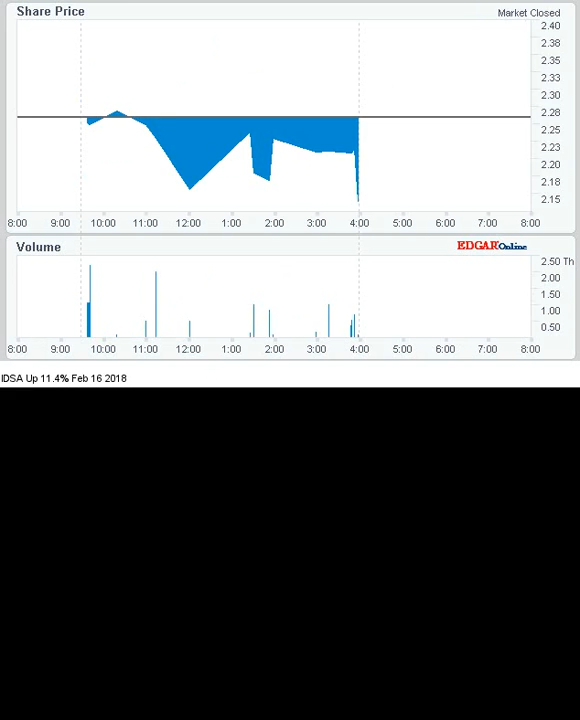 Share Price
Market Closed
2.40
2.38
2.35
2.33
2.30
2.28
2.25
2.23
2.20
2.18
2.15
8:00 9:00 10:00 11:00 12:00 1:00 2:00 3:00 4:00 5:00 6:00 7:00 8:00
Volume
EDGAR Online
2.50 Th
2.00
1.50
1.00
0.50
8:00 9:00 10:00 11:00 12:00 1:00 2:00 3:00 4:00 5:00 6:00 7:00 8:00
IDSA Up 11.4% Feb 16 2018